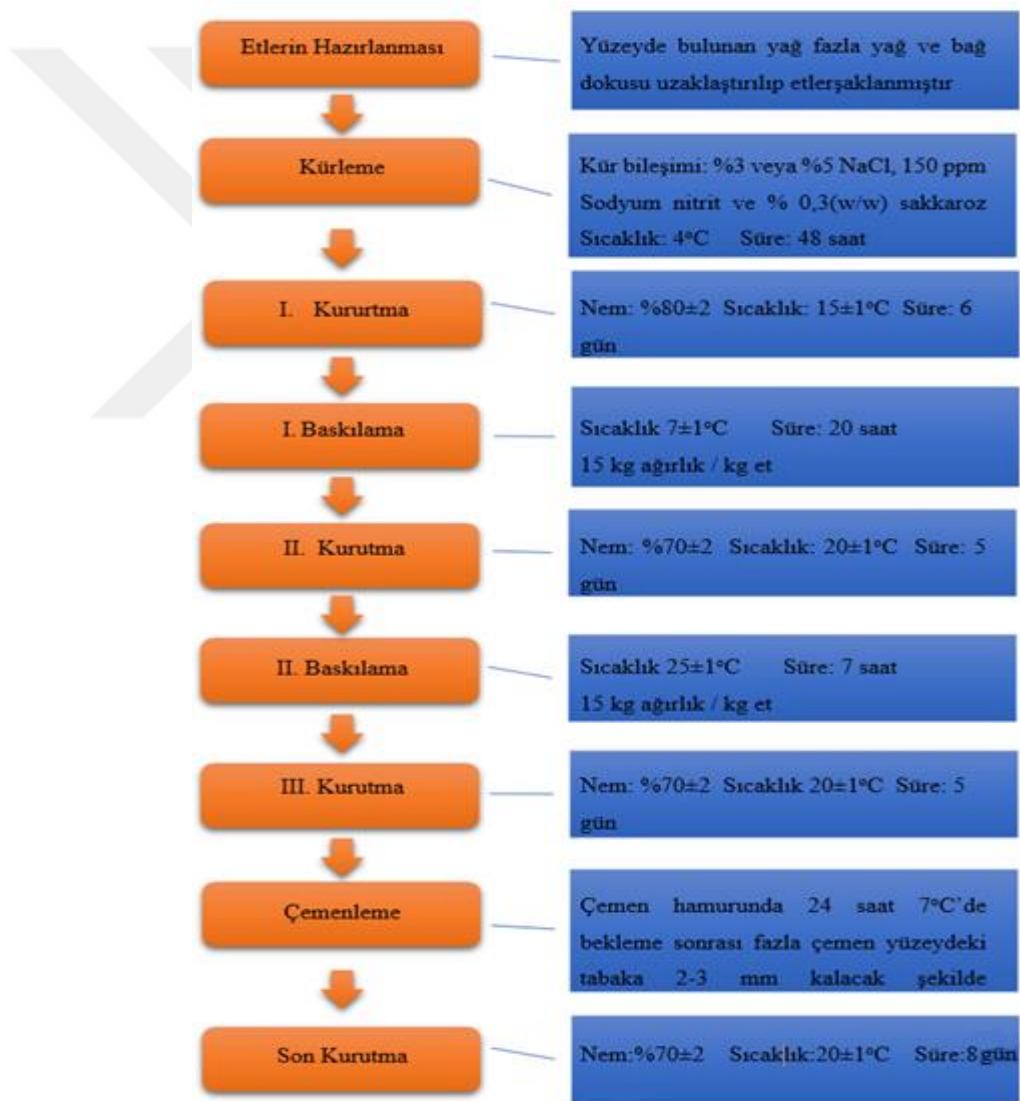 Etlerin Hazırlanması
Yüzeyde bulunan yağ fazla yağ ve bağ
dokusu uzaklaştırılıp etlerşaklanmıştır
Kürleme
Kür bileşimi: %3 veya %5 NaCl, 150 ppm
Sodyum nitrit ve % 0,3(w/w) sakkaroz
Sıcaklık: 4°C Süre: 48 saat
I. Kururtma
Nem: %80±2 Sıcaklık: 15±1°C Süre: 6
gün
I. Baskılama
Sıcaklık 7±1°C Süre: 20 saat
15 kg ağırlık / kg et
II. Kurutma
Nem: %70±2 Sıcaklık: 20±1°C Süre: 5
gün
II. Baskılama
Sıcaklık 25±1°C Süre: 7 saat
15 kg ağırlık / kg et
III. Kurutma
Nem: %70±2 Sıcaklık 20±1°C Süre: 5
gün
Çemenleme
Çemen hamurunda 24 saat 7°C’de
bekleme sonrası fazla çemen yüzeydeki
tabaka 2-3 mm kalacak şekilde
Son Kurutma
Nem:%70±2 Sıcaklık:20±1°C Süre:8 gün